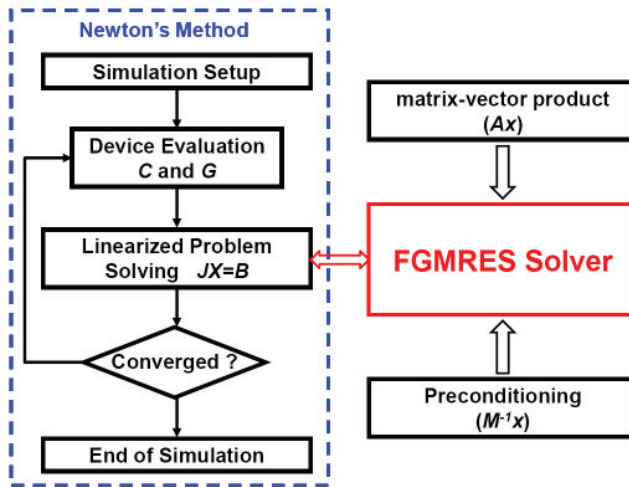 Newton's Method
Simulation Setup
Device Evaluation
C and G
Linearized Problem
Solving JX=B
Converged ?
End of Simulation
matrix-vector product
(Ax)
FGMRES Solver
Preconditioning
(M⁻¹x)